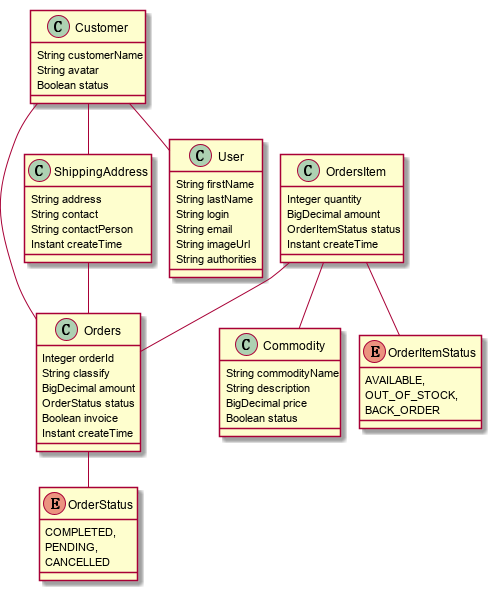 C Customer
String customerName
String avatar
Boolean status
C ShippingAddress
String address
String contact
String contactPerson
Instant createTime
C User
String firstName
String lastName
String login
String email
String imageUrl
String authorities
C OrdersItem
Integer quantity
BigDecimal amount
OrderItemStatus status
Instant createTime
C Orders
Integer orderId
String classify
BigDecimal amount
OrderStatus status
Boolean invoice
Instant createTime
C Commodity
String commodityName
String description
BigDecimal price
Boolean status
E OrderItemStatus
AVAILABLE,
OUT_OF_STOCK,
BACK_ORDER
E OrderStatus
COMPLETED,
PENDING,
CANCELLED